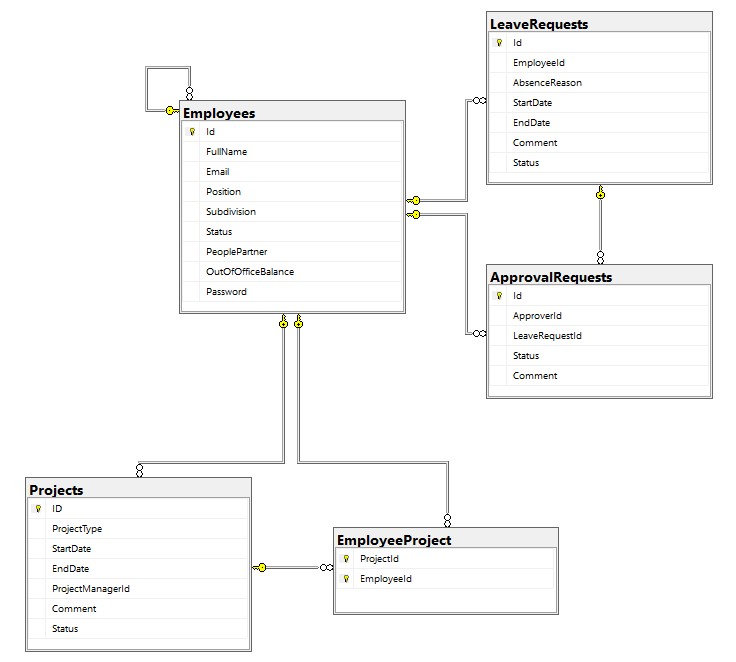 LeaveRequests
Id
EmployeeId
AbsenceReason
StartDate
EndDate
Comment
Status
Employees
Id
FullName
Email
Position
Subdivision
Status
PeoplePartner
OutOfOfficeBalance
Password
ApprovalRequests
Id
ApproverId
LeaveRequestId
Status
Comment
Projects
ID
ProjectType
StartDate
EndDate
ProjectManagerId
Comment
Status
EmployeeProject
ProjectId
EmployeeId